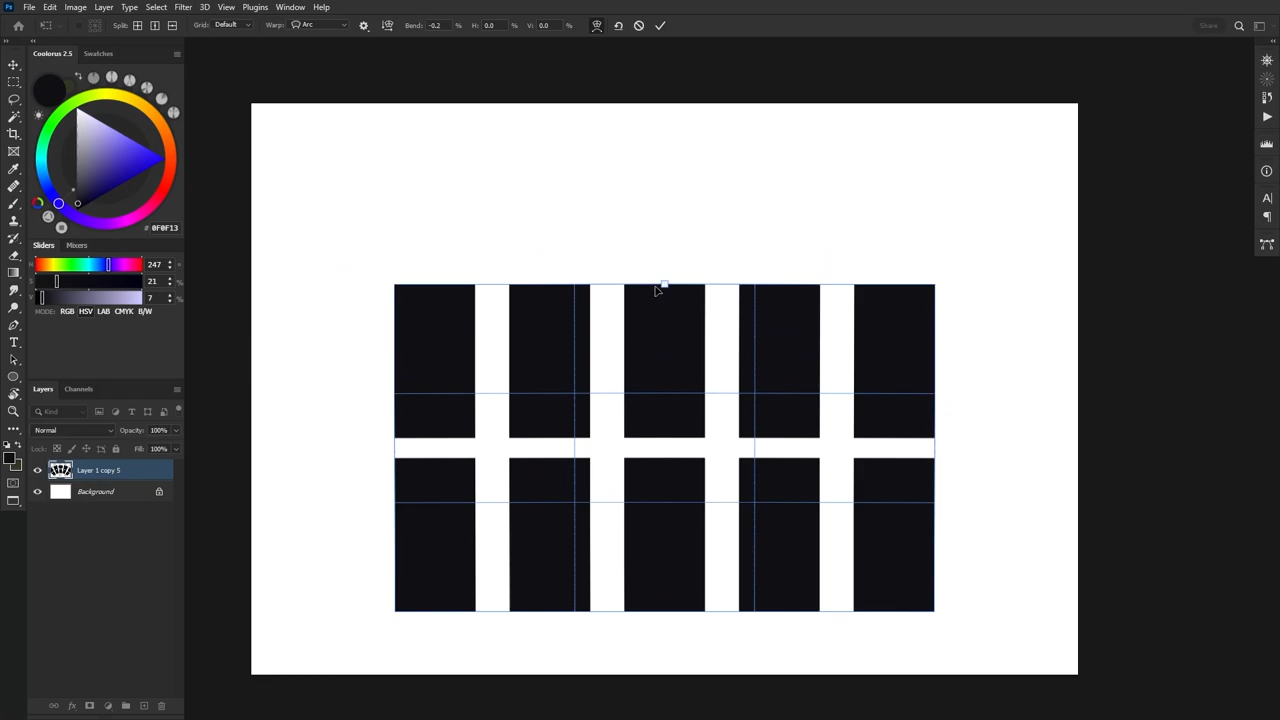 Ps File Edit Image Layer Type Select Filter 3D View Plugins Window Help
Split: Grid: Default Warp: Arc Bend: -0.2 % H: 0.0 % V: 0.0 % Share
Coolorus 2.5 Swatches
# 0F0F13
Sliders Mixers
H 247 °
S 21
V 7 %
MODE: RGB HSV LAB CMYK B/W
Layers Channels
Kind
Normal Opacity: 100%
Lock: Fill: 100%
Layer 1 copy 5
Background